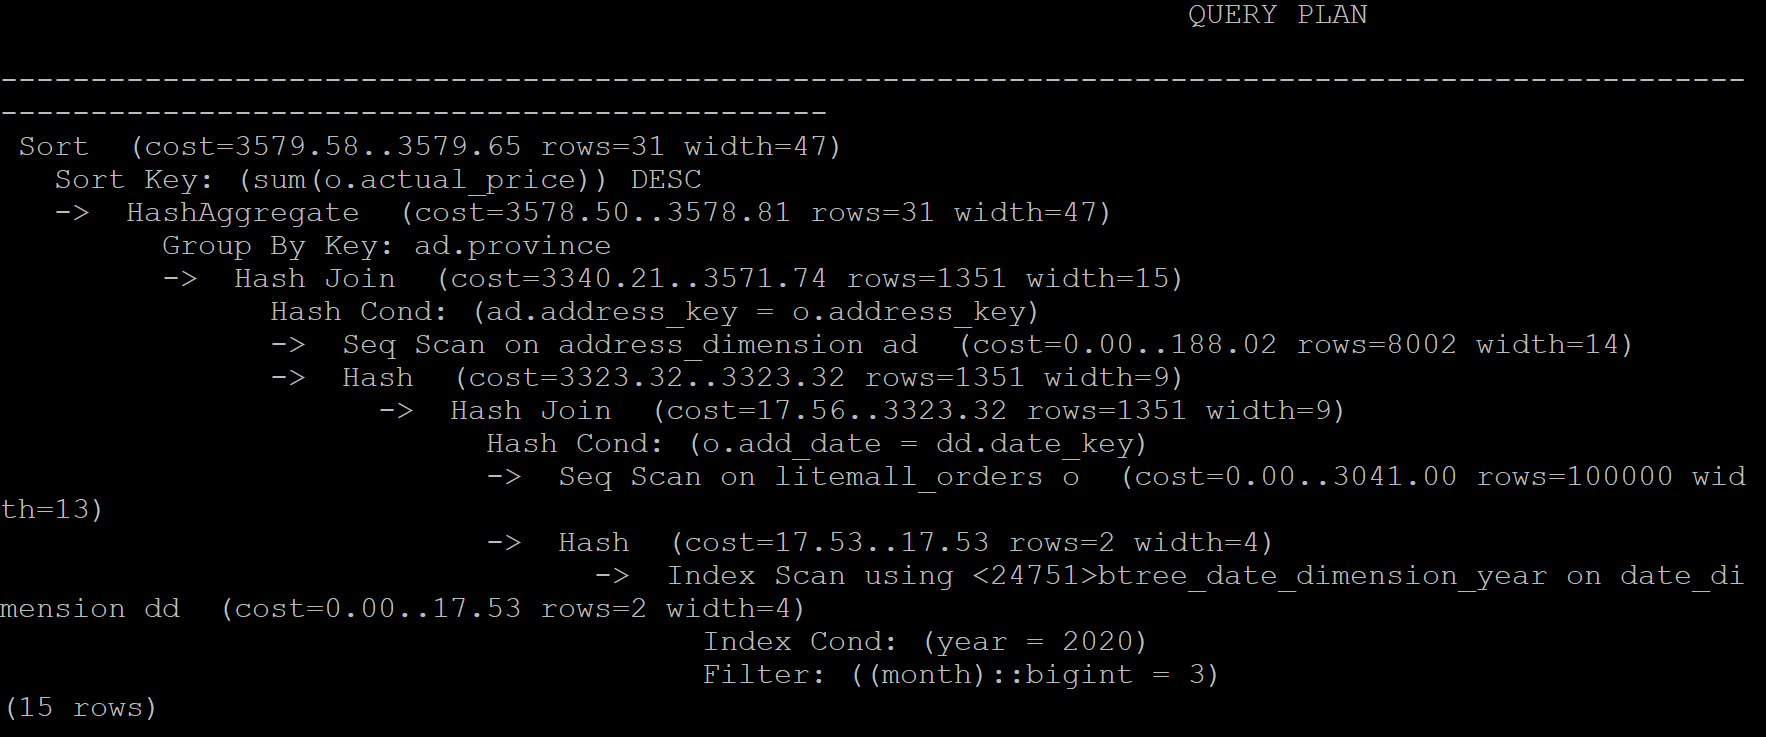 QUERY PLAN
-------------------------------------------------------------------------------------------------
----------------------------------------------
Sort  (cost=3579.58..3579.65 rows=31 width=47)
   Sort Key: (sum(o.actual_price)) DESC
   ->  HashAggregate  (cost=3578.50..3578.81 rows=31 width=47)
         Group By Key: ad.province
         ->  Hash Join  (cost=3340.21..3571.74 rows=1351 width=15)
               Hash Cond: (ad.address_key = o.address_key)
               ->  Seq Scan on address_dimension ad  (cost=0.00..188.02 rows=8002 width=14)
               ->  Hash  (cost=3323.32..3323.32 rows=1351 width=9)
                     ->  Hash Join  (cost=17.56..3323.32 rows=1351 width=9)
                           Hash Cond: (o.add_date = dd.date_key)
                           ->  Seq Scan on litemall_orders o  (cost=0.00..3041.00 rows=100000 wid
th=13)
                           ->  Hash  (cost=17.53..17.53 rows=2 width=4)
                                 ->  Index Scan using <24751>btree_date_dimension_year on date_di
mension dd  (cost=0.00..17.53 rows=2 width=4)
                                       Index Cond: (year = 2020)
                                       Filter: ((month)::bigint = 3)
(15 rows)